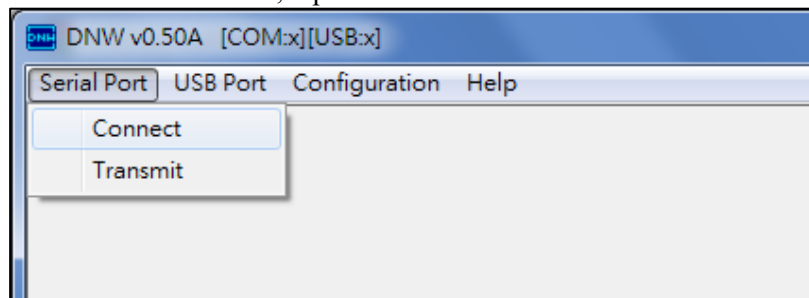 DNW v0.50A [COM:x][USB:x]
Serial Port USB Port Configuration Help
Connect
Transmit